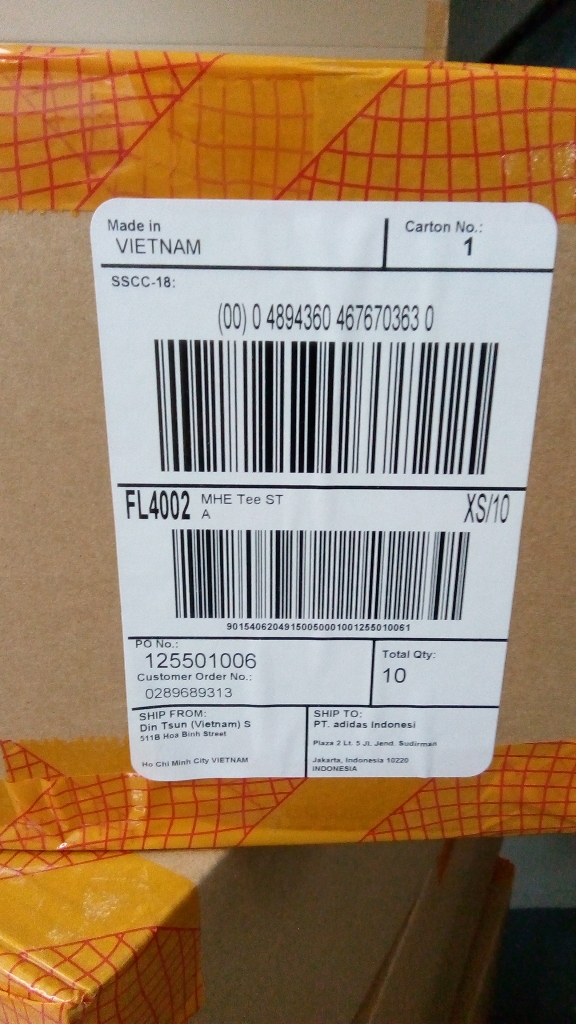 Made in
VIETNAM
Carton No.:
1
SSCC-18:
(00) 0 4894360 467670363 0
FL4002 MHE Tee ST XS/10
A
9015406204915005000100125501​0061
PO No.:
125501006
Customer Order No.:
0289689313
Total Qty:
10
SHIP FROM:
Din Tsun (Vietnam) S
511B Hoa Binh Street
Ho Chi Minh City VIETNAM
SHIP TO:
PT. adidas Indonesi
Plaza 2 Lt. 5 Jl. Jend. Sudirman
Jakarta, Indonesia 10220
INDONESIA